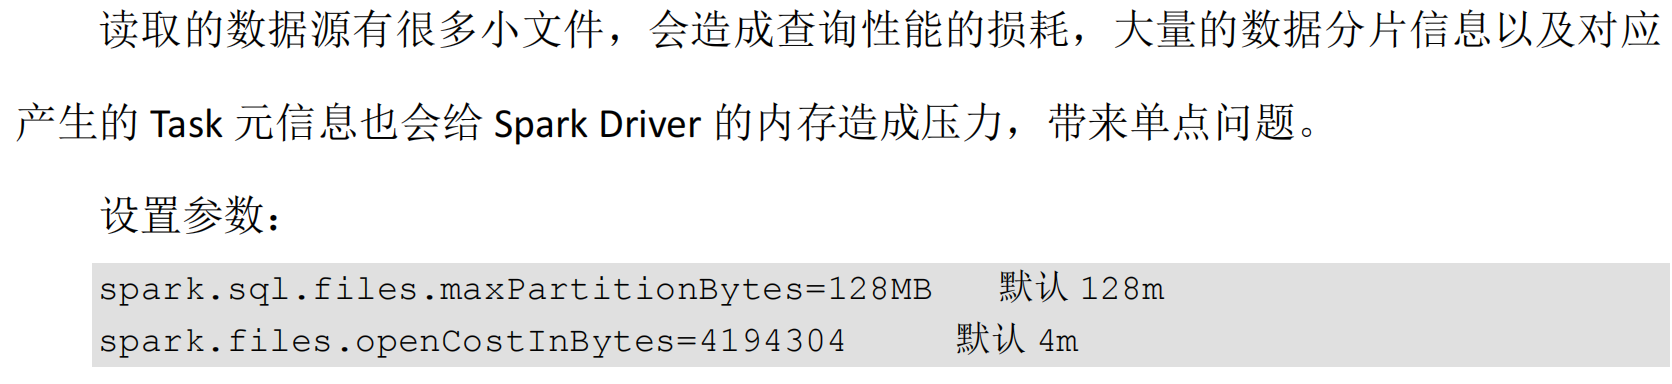 读取的数据源有很多小文件，会造成查询性能的损耗，大量的数据分片信息以及对应
产生的 Task 元信息也会给 Spark Driver 的内存造成压力，带来单点问题。
设置参数：
spark.sql.files.maxPartitionBytes=128MB 默认 128m
spark.files.openCostInBytes=4194304 默认 4m